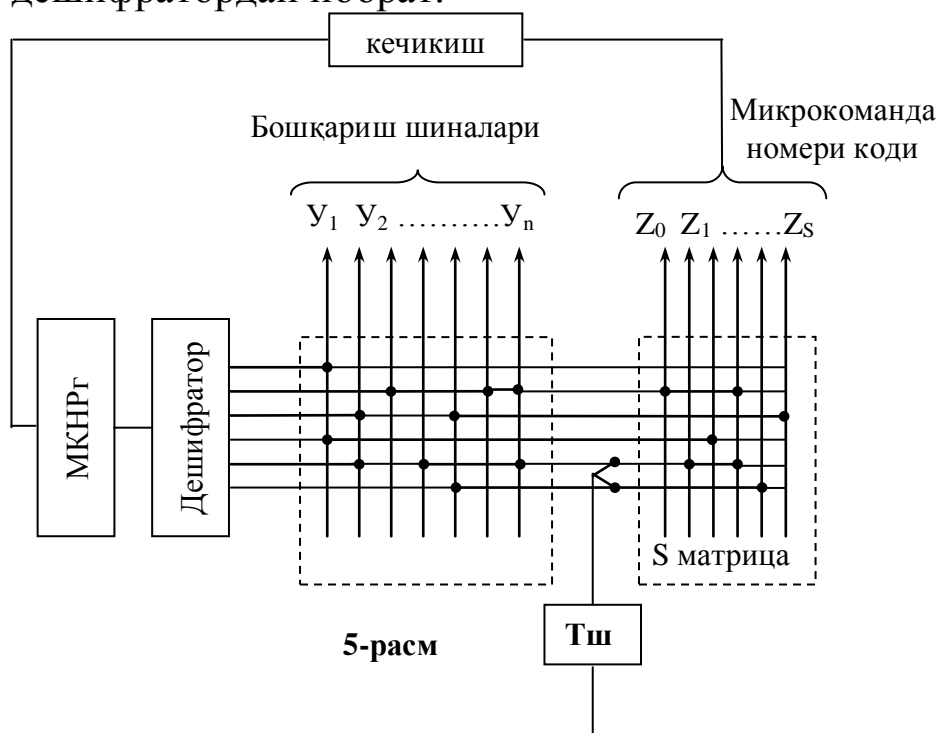 дешифратордан иборат.
кечикиш
Микрокоманда
номери коди
Бошқариш шиналари
У₁ У₂ ...........Уₙ
Z₀ Z₁ ......Z_S
МКНРг
Дешифратор
S матрица
Тш
5-расм